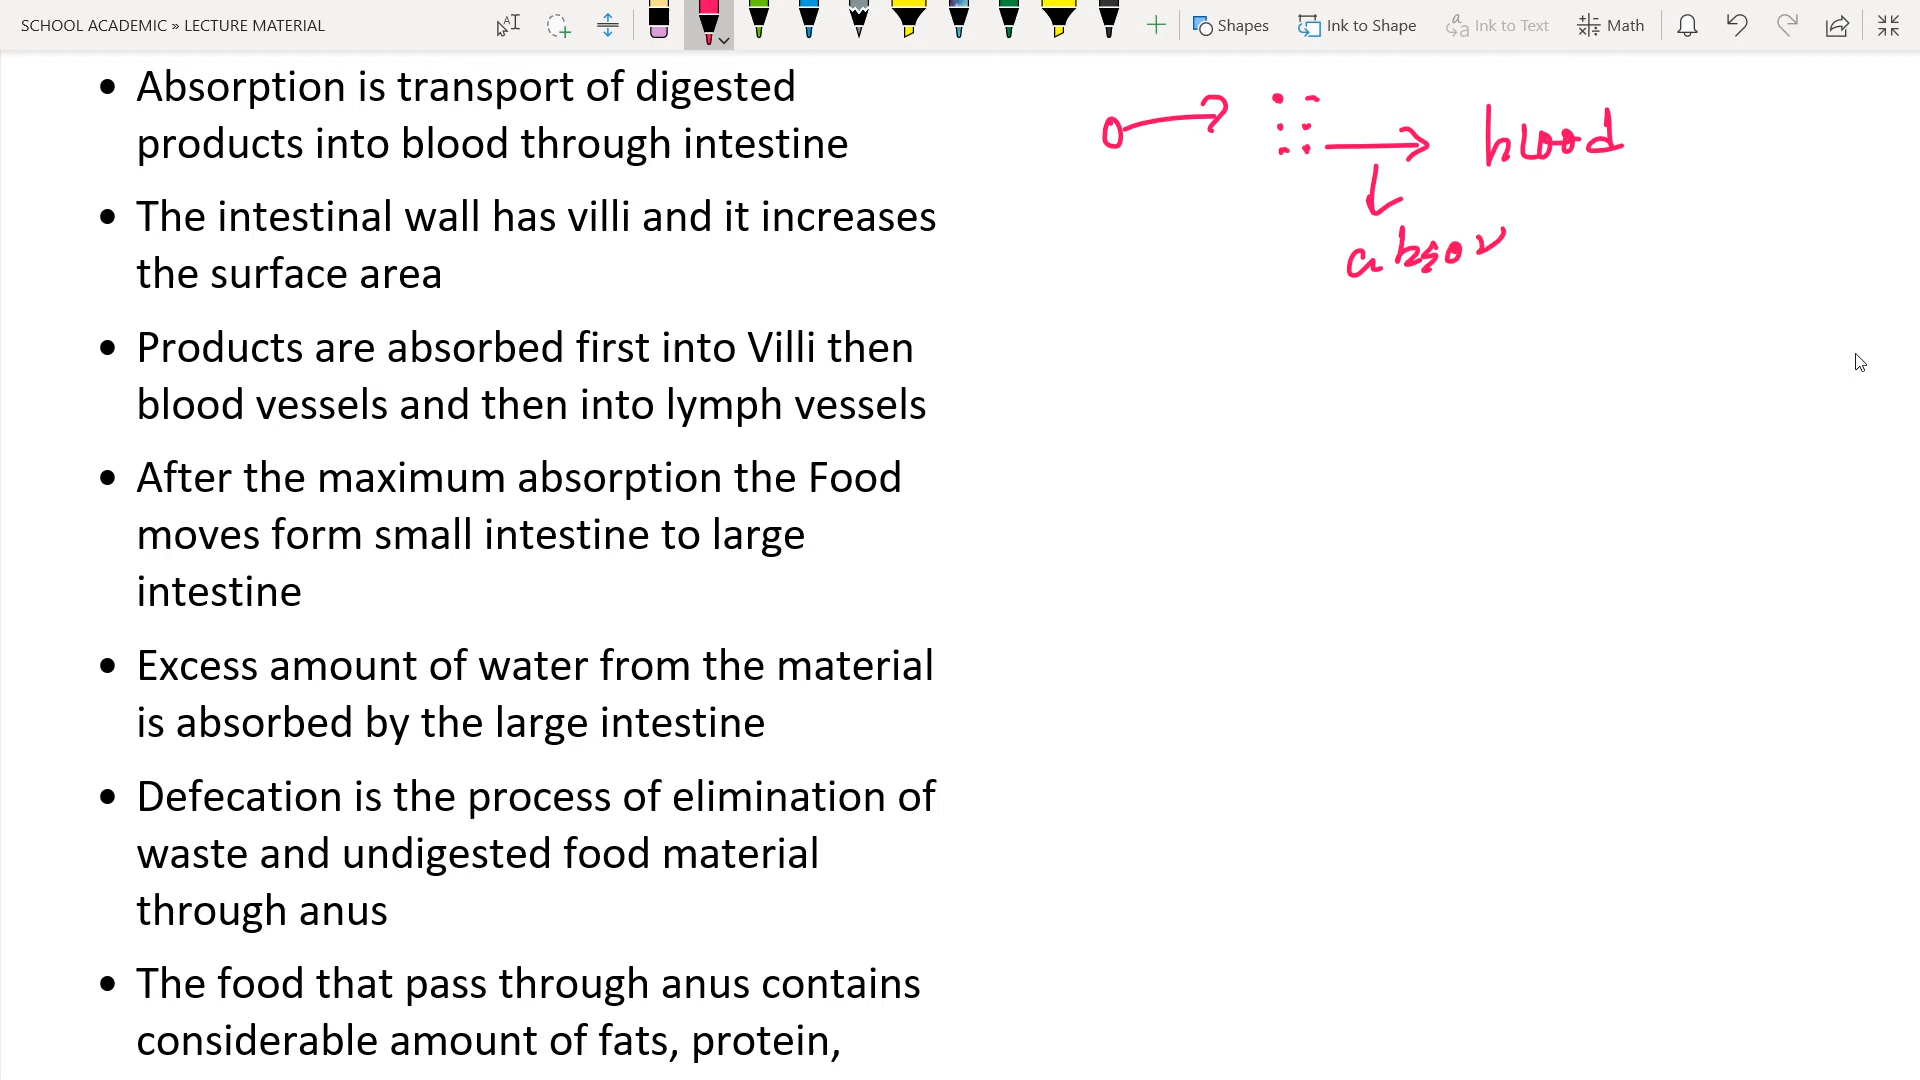 SCHOOL ACADEMIC » LECTURE MATERIAL
Shapes
Ink to Shape
Ink to Text
Math
• Absorption is transport of digested
products into blood through intestine
• The intestinal wall has villi and it increases
the surface area
• Products are absorbed first into Villi then
blood vessels and then into lymph vessels
• After the maximum absorption the Food
moves form small intestine to large
intestine
• Excess amount of water from the material
is absorbed by the large intestine
• Defecation is the process of elimination of
waste and undigested food material
through anus
• The food that pass through anus contains
considerable amount of fats, protein,
blood
absor